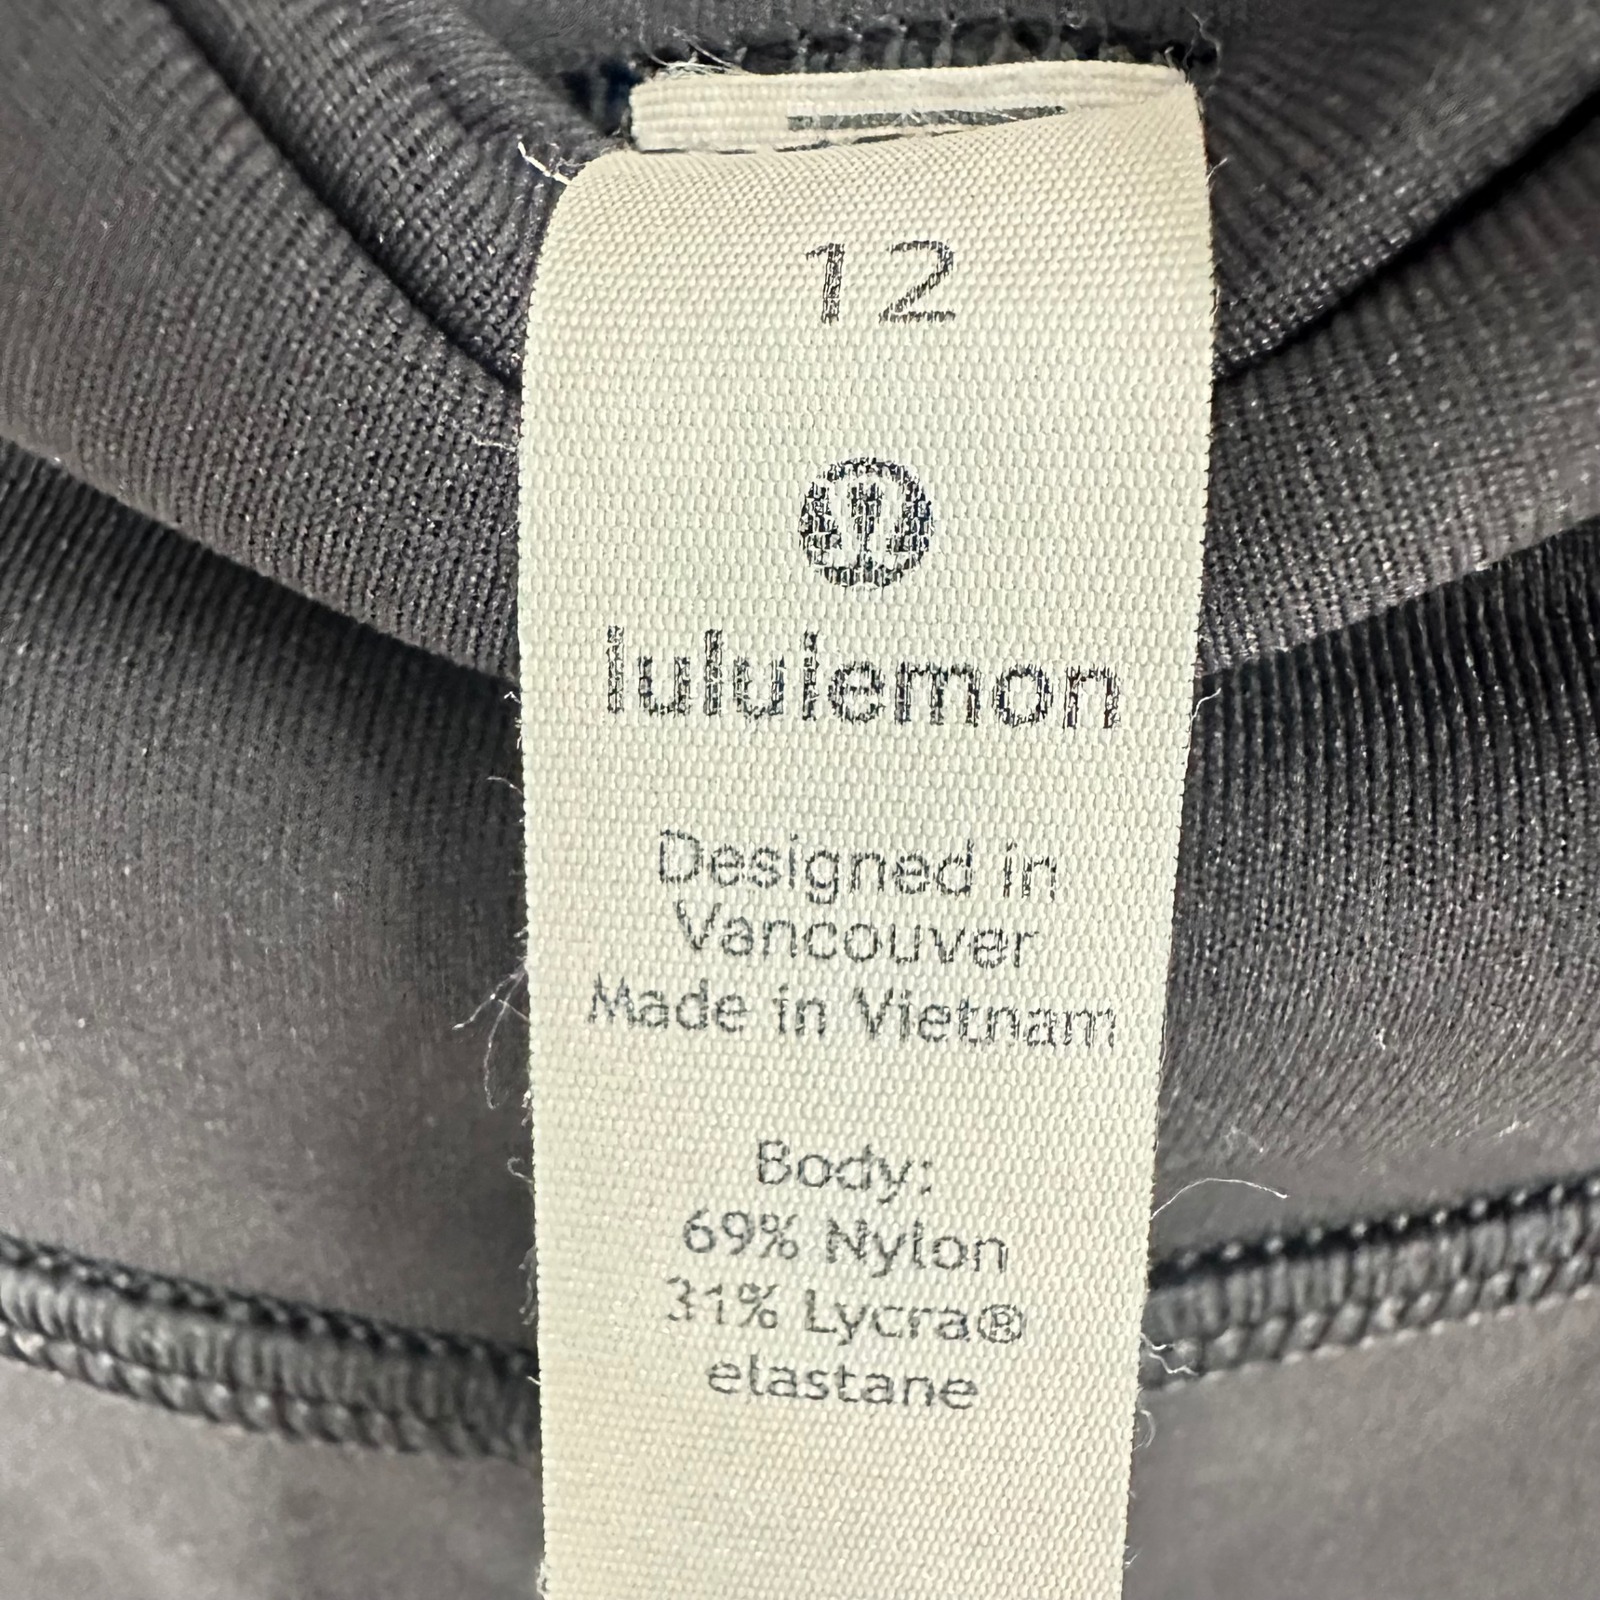 12
lululemon
Designed in
Vancouver
Made in Vietnam
Body:
69% Nylon
31% Lycra®
elastane